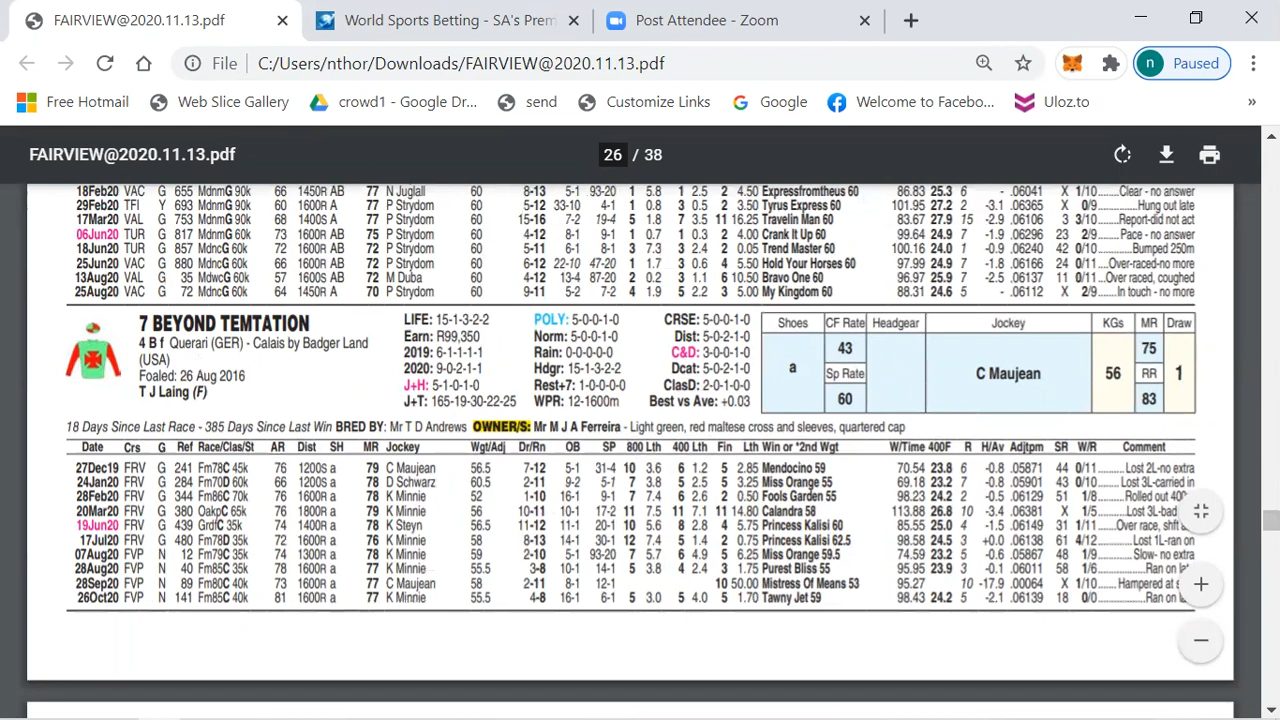 FAIRVIEW@2020.11.13.pdf
World Sports Betting - SA's Prem
Post Attendee - Zoom
File C:/Users/nthor/Downloads/FAIRVIEW@2020.11.13.pdf n Paused
Free Hotmail Web Slice Gallery crowd1 - Google Dr... send Customize Links Google Welcome to Facebo... Uloz.to »
FAIRVIEW@2020.11.13.pdf 26 / 38
18Feb20 VAC G 655 MdnmG 90k 66 1450R AB 77 N Juglall 60 8-13 5-1 93-20 1 5.8 1 2.5 2 4.50 Expressfromtheus 60 86.83 25.3 6 - .06041 X 1/10 Clear - no answer
29Feb20 TFI Y 693 MdnmG 90k 60 1600R A 77 P Strydom 60 5-12 33-10 4-1 1 0.8 3 0.5 2 2.00 Tyrus Express 60 101.95 27.2 2 -3.1 .06365 X 0/9 Hung out late
17Mar20 VAL G 753 MdnmG 90k 68 1400S A 77 P Strydom 60 15-16 7-2 19-4 5 1.8 7 3.5 11 16.25 Travelin Man 60 83.67 27.9 15 -2.9 .06106 3 3/10 Report-did not act
06Jun20 TUR G 817 MdnmG 80k 73 1600R AB 75 P Strydom 60 4-12 8-1 9-1 1 0.7 1 0.3 2 4.00 Crank It Up 60 99.64 24.9 7 -1.9 .06296 23 2/9 Pace - no answer
18Jun20 TUR G 857 MdncG 60k 72 1600R AB 72 P Strydom 60 5-11 6-1 8-1 3 7.3 3 2.4 2 0.05 Trend Master 60 100.16 24.0 1 -0.9 .06240 42 0/10 Bumped 250m
25Jun20 VAC G 880 MdncG 60k 72 1600S AB 72 P Strydom 60 6-12 22-10 47-20 1 1.7 3 0.6 4 5.50 Hold Your Horses 60 97.99 24.9 7 -1.8 .06166 24 0/11 Over-raced-no more
13Aug20 VAL G 35 MdwcG 60k 57 1600S AB 72 M Duba 60 4-12 13-4 87-20 2 0.3 3 1.1 6 10.50 Bravo One 60 96.97 25.9 7 -2.5 .06137 11 0/11 Over raced, coughed
25Aug20 VAC G 72 MdncG 60k 64 1450R A 70 P Strydom 60 9-11 5-2 7-2 4 1.9 5 2.2 3 5.00 My Kingdom 60 88.31 24.6 5 - .06112 X 2/9 In touch - no more
7 BEYOND TEMTATION
4 B f Querari (GER) - Calais by Badger Land
(USA)
Foaled: 26 Aug 2016
T J Laing (F)
LIFE: 15-1-3-2-2 POLY: 5-0-0-1-0 CRSE: 5-0-0-1-0
Earn: R99,350 Norm: 5-0-0-1-0 Dist: 5-0-2-1-0
2019: 6-1-1-1-1 Rain: 0-0-0-0-0 C&D: 3-0-0-1-0
2020: 9-0-2-1-1 Hdgr: 15-1-3-2-2 Dcat: 5-0-2-1-0
J+H: 5-1-0-1-0 Rest+7: 1-0-0-0-0 ClasD: 2-0-1-0-0
J+T: 165-19-30-22-25 WPR: 12-1600m Best vs Ave: +0.03
Shoes CF Rate Headgear Jockey KGs MR Draw
43 75
a Sp Rate C Maujean 56 RR 1
60 83
18 Days Since Last Race - 385 Days Since Last Win BRED BY: Mr T D Andrews OWNER/S: Mr M J A Ferreira - Light green, red maltese cross and sleeves, quartered cap
Date Crs G Ref Race/Clas/St AR Dist SH MR Jockey Wgt/Adj Dr/Rn OB SP 800 Lth 400 Lth Fin Lth Win or *2nd Wgt W/Time 400F R H/Av Adjtpm SR W/R Comment
27Dec19 FRV G 241 Fm78C 45k 76 1200S a 79 C Maujean 56.5 7-12 5-1 31-4 10 3.6 6 1.2 5 2.85 Mendocino 59 70.54 23.8 6 -0.8 .05871 44 0/11 Lost 2L-no extra
24Jan20 FRV G 291 Fm70D 60k 66 1200S a 78 D Schwarz 60.5 2-11 9-2 5-1 7 3.8 5 2.5 5 3.25 Miss Orange 55 69.18 23.2 7 -0.8 .05901 43 0/10 Lost 3L-carried in
28Feb20 FRV G 344 Fm86C 70k 76 1600R a 78 K Minnie 52 1-10 16-1 9-1 7 7.4 6 2.6 2 0.50 Fools Garden 55 98.23 24.2 2 -0.5 .06129 51 1/8 Rolled out 400
20Mar20 FRV G 380 OakpC 65k 79 1800R a 79 K Minnie 56 10-11 10-1 17-2 11 7.5 11 7.1 11 14.80 Calandra 58 113.88 26.8 10 -3.4 .06381 X 1/11 Lost 3L-bad
19Jun20 FRV G 439 GrdfC 35k 74 1400R a 78 K Steyn 58 11-12 11-1 20-1 10 5.6 8 2.8 4 5.75 Princess Kalisi 60 85.55 25.0 4 -1.5 .06149 31 1/11 Over race, shft
17Jul20 FRV G 480 Fm78D 35k 72 1600R a 76 K Minnie 58 8-13 14-1 30-1 12 7.4 5 1.4 2 0.75 Princess Kalisi 62.5 98.58 24.5 3 +0.0 .06138 61 4/12 Lost 1L-ran on
07Aug20 FVP N 12 Fm79C 35k 74 1300R a 78 K Minnie 59 2-10 5-1 93-20 7 5.7 6 4.9 5 6.25 Miss Orange 59.5 74.59 23.2 5 -0.6 .05867 48 1/9 Slow- no extra
28Aug20 FVP N 40 Fm85C 35k 78 1600R a 77 K Minnie 55.5 3-8 10-1 14-1 5 3.8 4 2.4 3 1.75 Purest Bliss 55 95.95 23.9 3 -0.1 .06011 58 1/6 Ran on
28Sep20 FVP N 89 Fm80C 40k 73 1600R a 77 C Maujean 58 2-11 8-1 12-1 10 50.00 Mistress Of Means 53 95.27 10 -17.9 .00064 X 1/10 Hampered at
26Oct20 FVP N 141 Fm85C 40k 81 1600R a 77 K Minnie 55.5 4-8 16-1 6-1 5 3.0 5 4.0 5 1.70 Tawny Jet 59 98.43 24.2 5 -2.1 .06139 18 0/0 Ran on